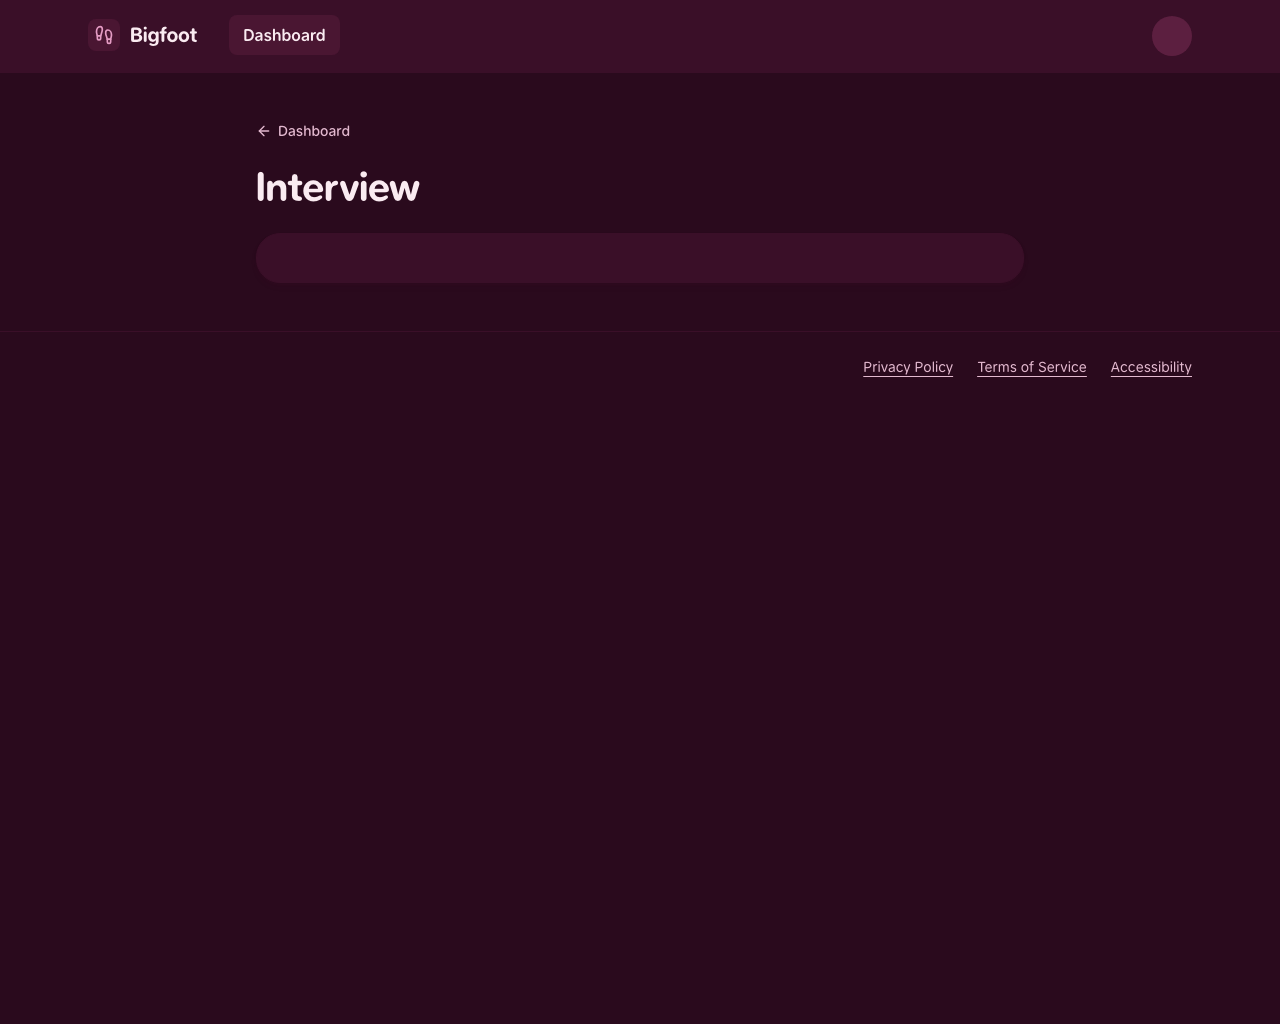 Bigfoot
Dashboard
Dashboard
Interview
Privacy Policy
Terms of Service
Accessibility